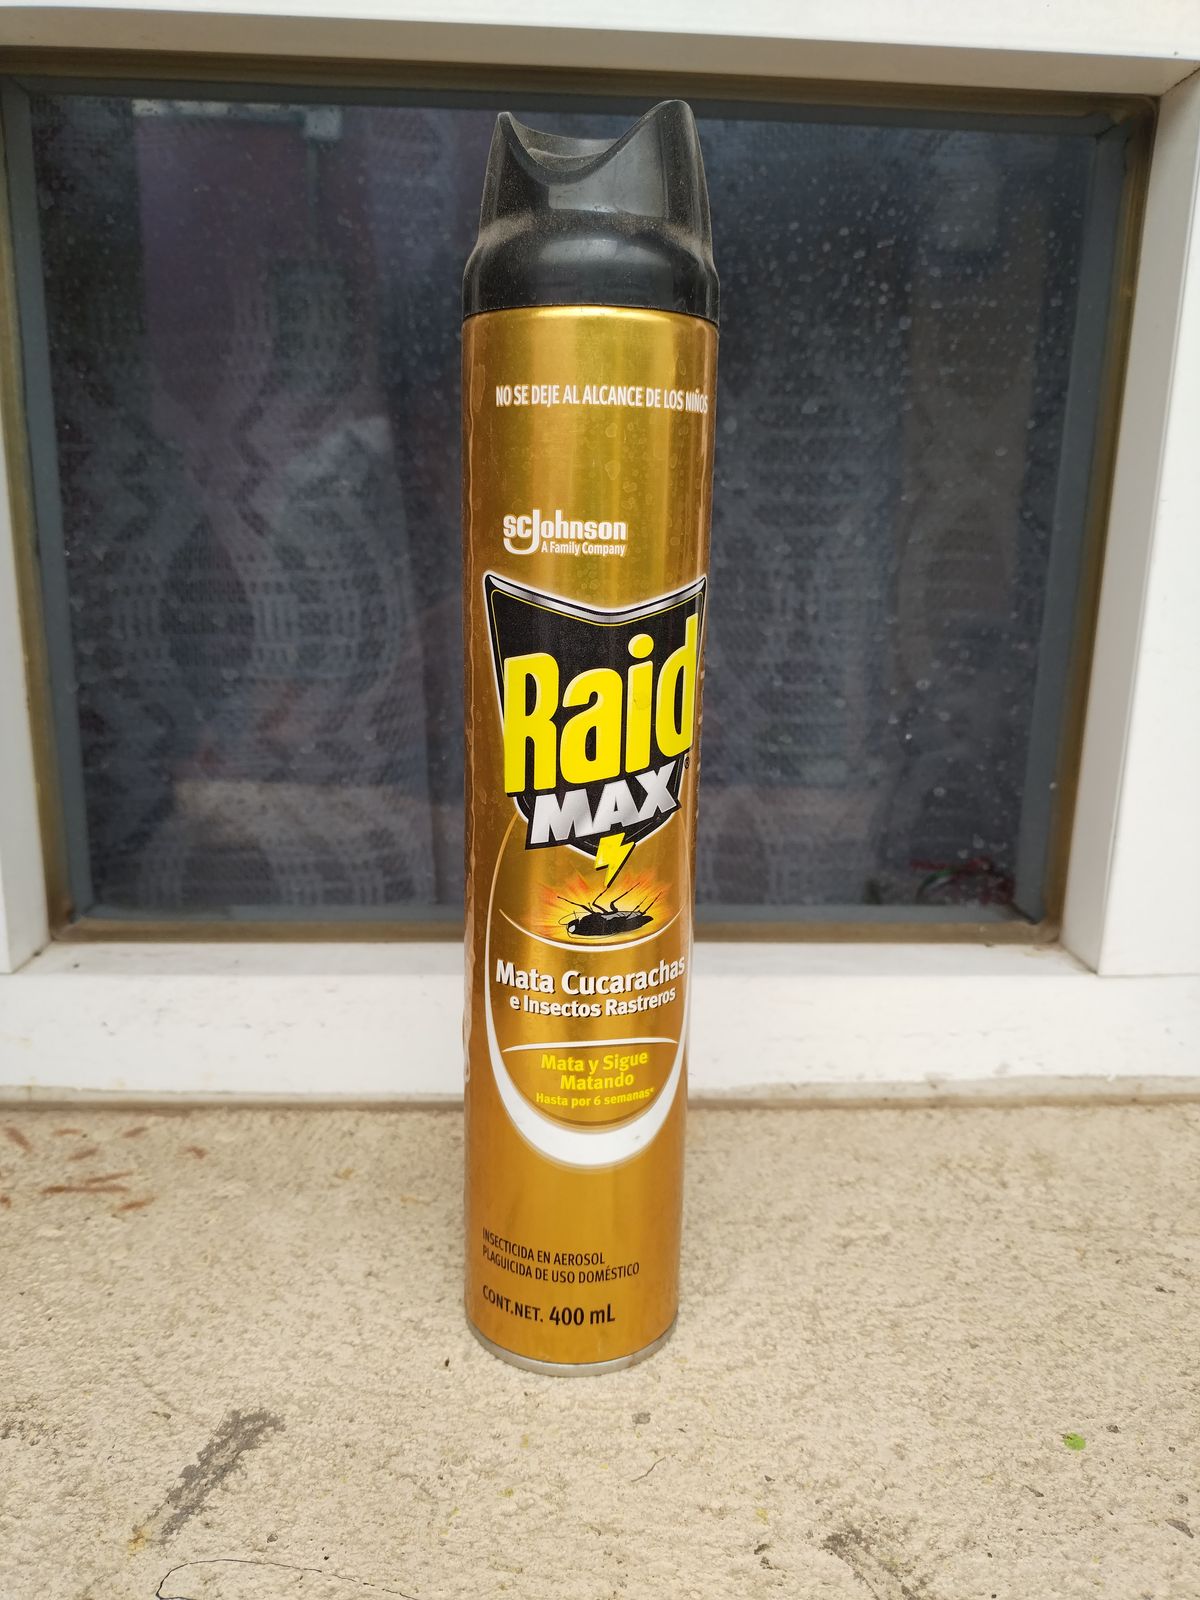 NO SE DEJE AL ALCANCE DE LOS NIÑOS
scJohnson
A Family Company
Raid
MAX
Mata Cucarachas
e Insectos Rastreros
Mata y Sigue
Matando
Hasta por 6 semanas*
INSECTICIDA EN AEROSOL
PLAGUICIDA DE USO DOMÉSTICO
CONT.NET. 400 mL